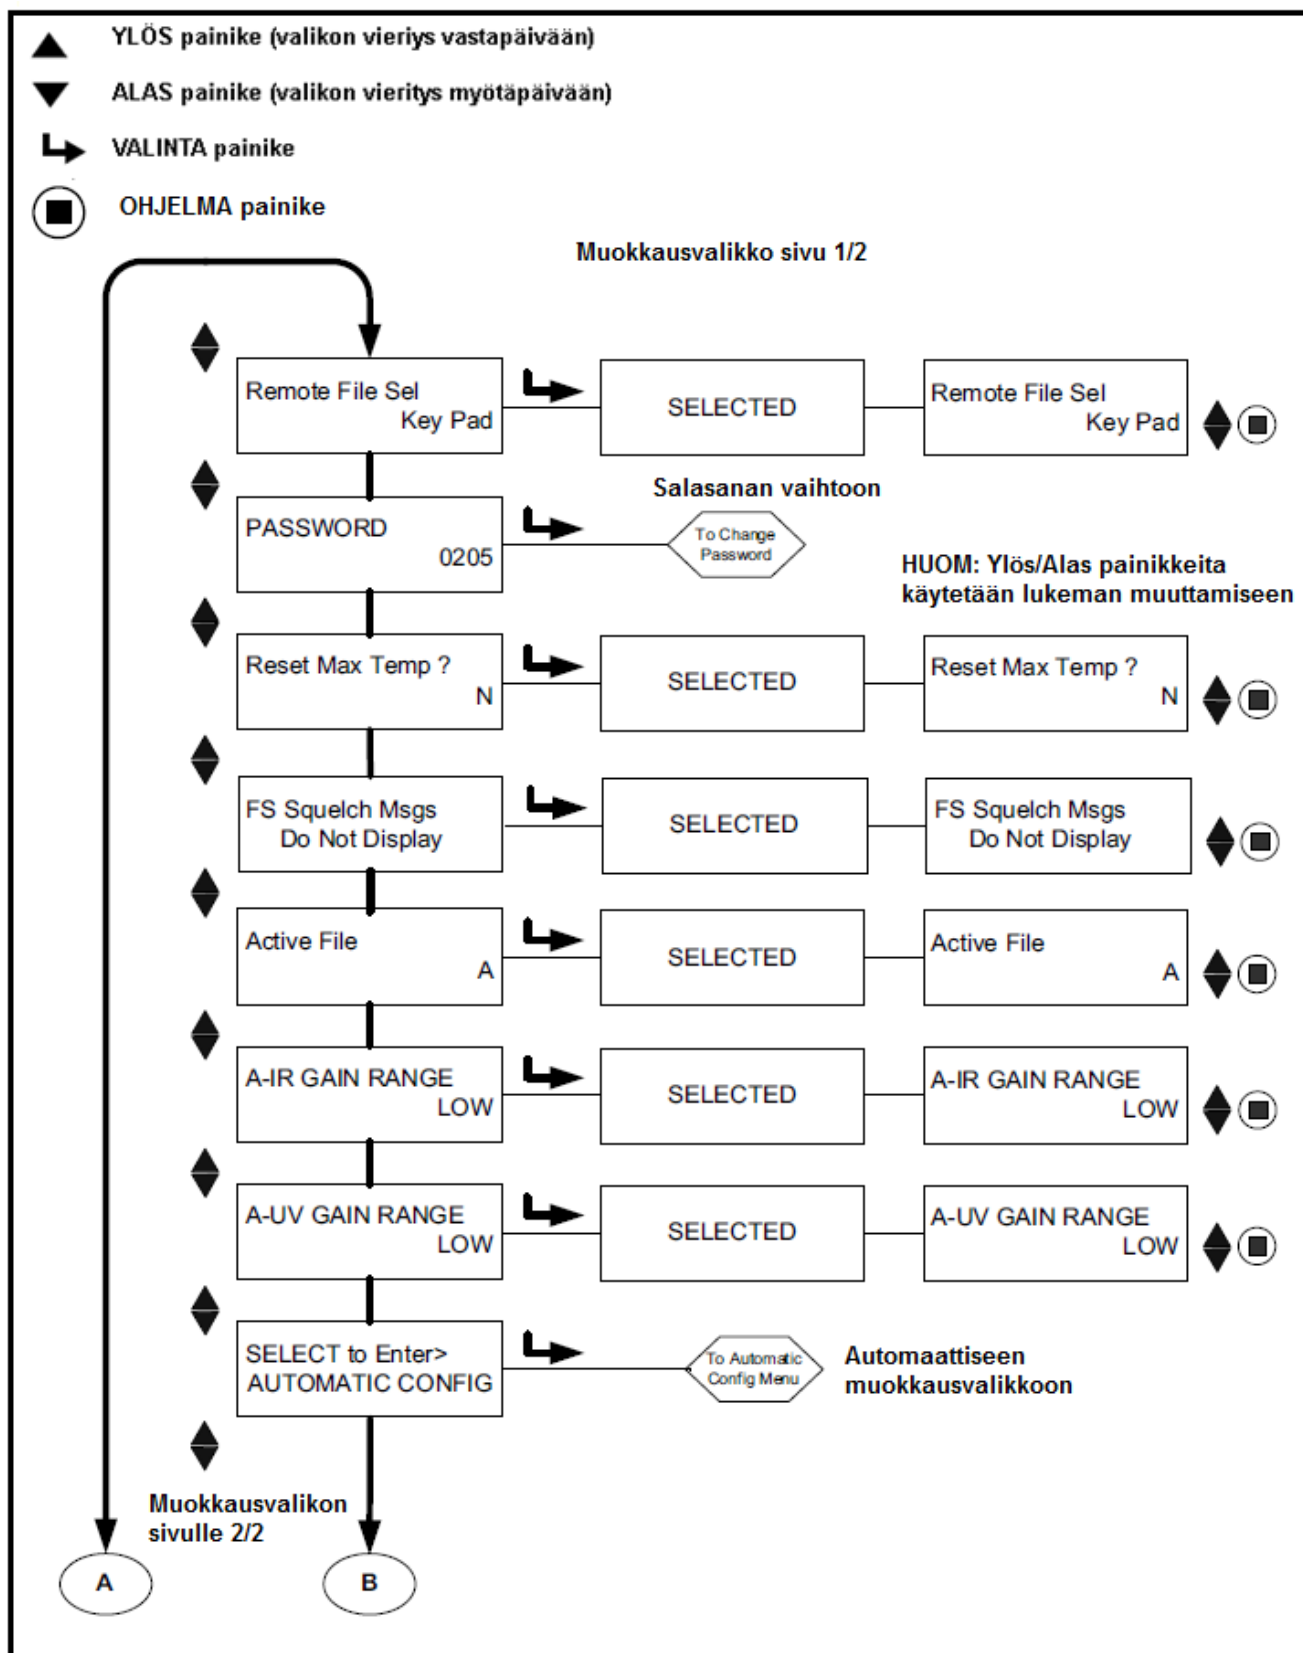 YLÖS painike (valikon vieriys vastapäivään)
ALAS painike (valikon vieritys myötäpäivään)
VALINTA painike
OHJELMA painike
Muokkausvalikko sivu 1/2
Remote File Sel
Key Pad
SELECTED
Remote File Sel
Key Pad
Salasanan vaihtoon
PASSWORD
0205
To Change
Password
HUOM: Ylös/Alas painikkeita
käytetään lukeman muuttamiseen
Reset Max Temp ?
N
SELECTED
Reset Max Temp ?
N
FS Squelch Msgs
Do Not Display
SELECTED
FS Squelch Msgs
Do Not Display
Active File
A
SELECTED
Active File
A
A-IR GAIN RANGE
LOW
SELECTED
A-IR GAIN RANGE
LOW
A-UV GAIN RANGE
LOW
SELECTED
A-UV GAIN RANGE
LOW
SELECT to Enter>
AUTOMATIC CONFIG
To Automatic
Config Menu
Automaattiseen
muokkausvalikkoon
Muokkausvalikon
sivulle 2/2
A
B